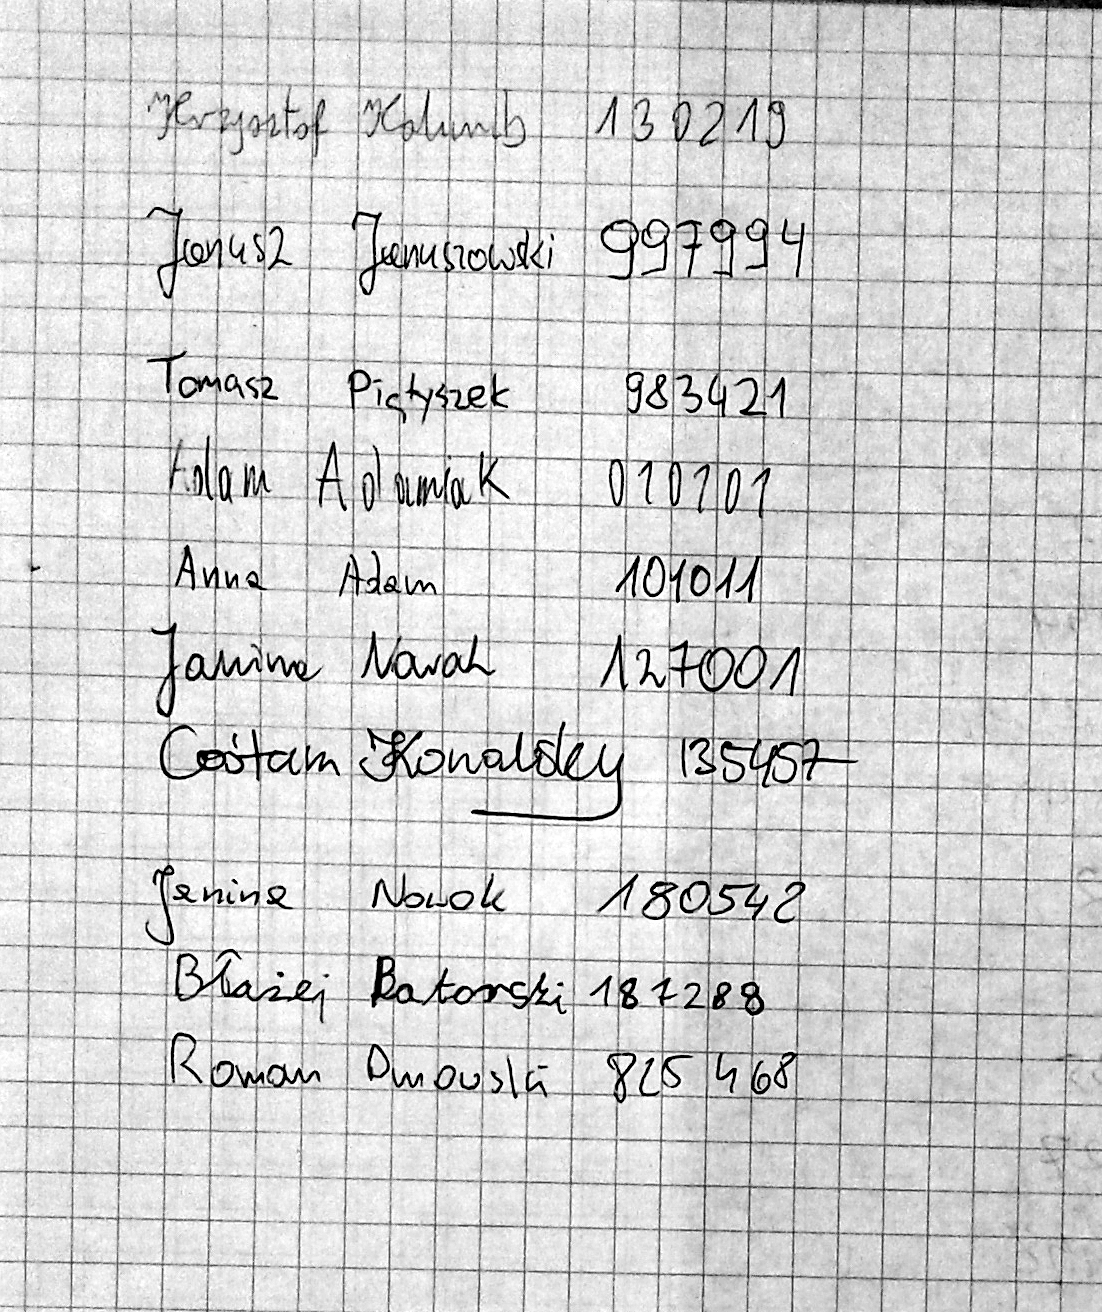 Krzysztof Kolumb 130219
Janusz Januszowski 997994
Tomasz Piątyszek 983421
Adam Adamiak 010101
Anna Adam 101011
Janina Nowak 127001
Cośtam Kowalsky 135457
Janina Nowak 180542
Błażej Batorski 187288
Roman Dmowski 825468